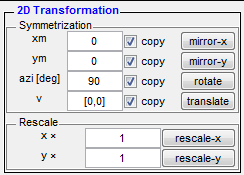 2D Transformation
Symmetrization
xm 0 copy mirror-x
ym 0 copy mirror-y
azi [deg] 90 copy rotate
v [0,0] copy translate
Rescale
x × 1 rescale-x
y × 1 rescale-y